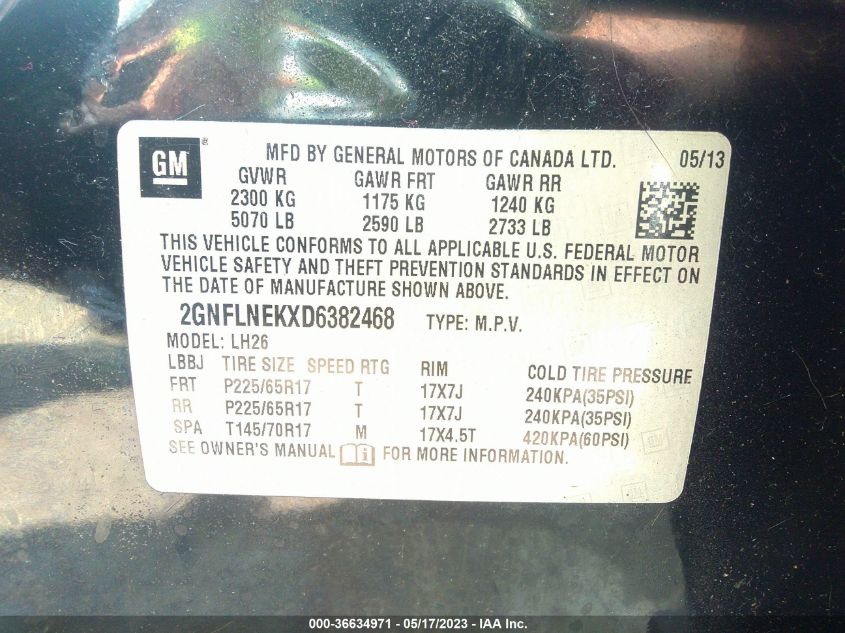 GM ® MFD BY GENERAL MOTORS OF CANADA LTD. 05/13
GVWR GAWR FRT GAWR RR
2300 KG 1175 KG 1240 KG
5070 LB 2590 LB 2733 LB
THIS VEHICLE CONFORMS TO ALL APPLICABLE U.S. FEDERAL MOTOR
VEHICLE SAFETY AND THEFT PREVENTION STANDARDS IN EFFECT ON
THE DATE OF MANUFACTURE SHOWN ABOVE.
2GNFLNEKXD6382468 TYPE: M.P.V.
MODEL: LH26
LBBJ TIRE SIZE SPEED RTG RIM COLD TIRE PRESSURE
FRT P225/65R17 T 17X7J 240KPA(35PSI)
RR P225/65R17 T 17X7J 240KPA(35PSI)
SPA T145/70R17 M 17X4.5T 420KPA(60PSI) GM
SEE OWNER'S MANUAL i FOR MORE INFORMATION.
000-36634971 - 05/17/2023 - IAA Inc.